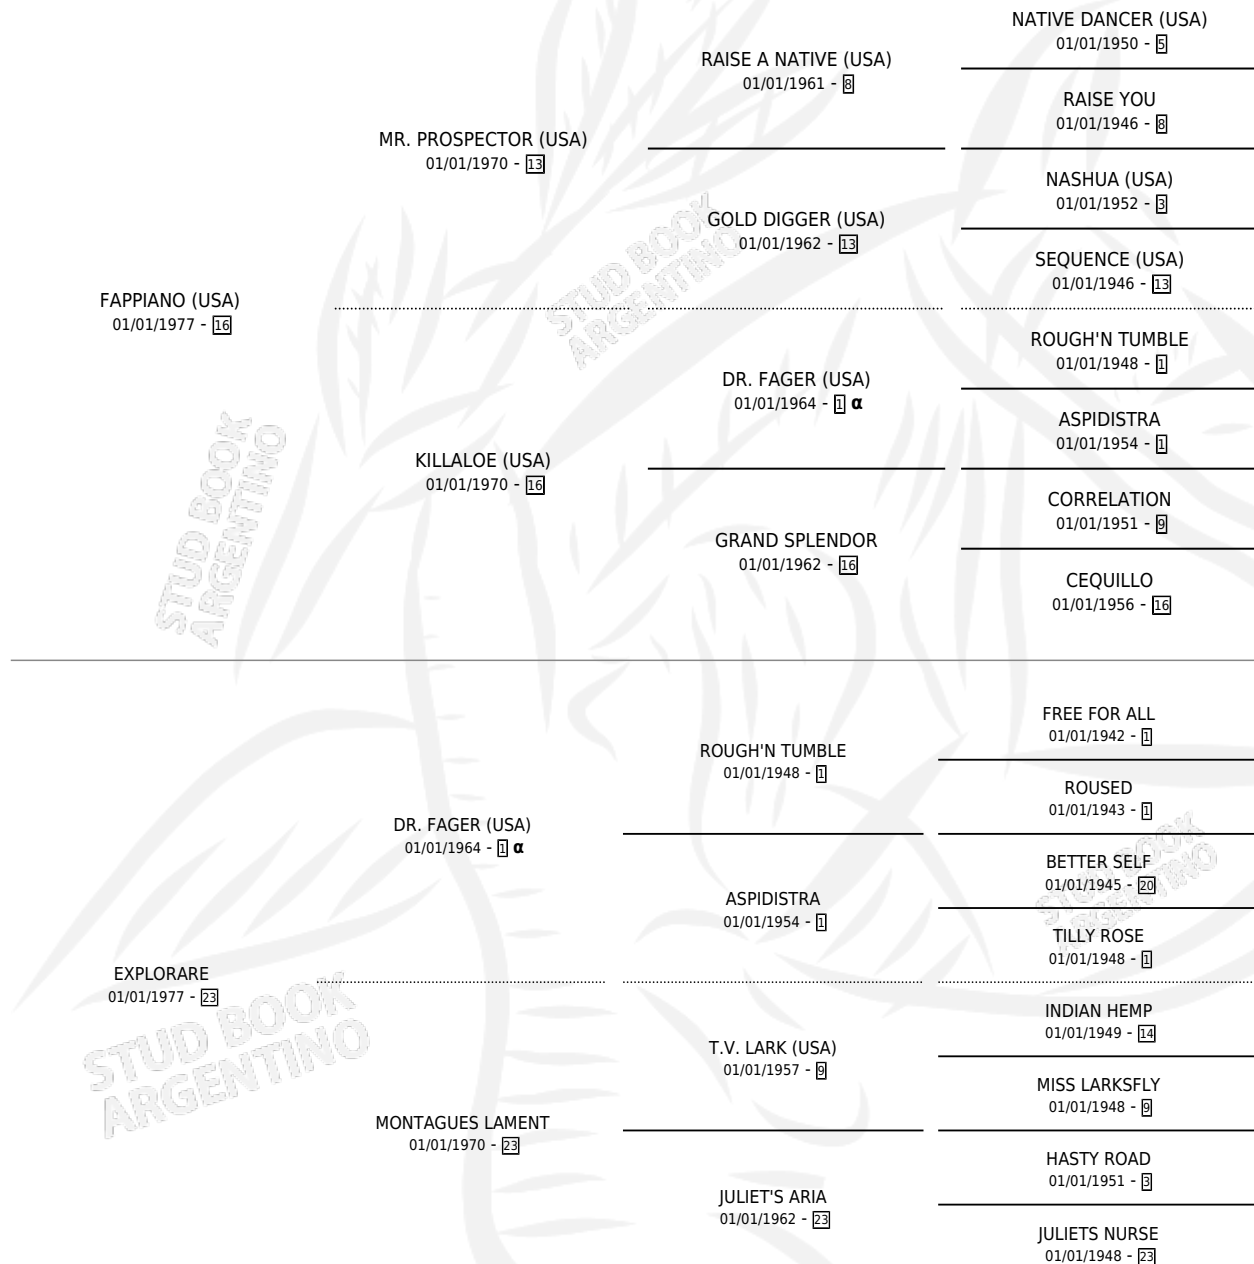 NATIVE DANCER (USA)
01/01/1950 - 5
RAISE A NATIVE (USA)
01/01/1961 - 8
RAISE YOU
01/01/1946 - 8
MR. PROSPECTOR (USA)
01/01/1970 - 13
NASHUA (USA)
01/01/1952 - 3
GOLD DIGGER (USA)
01/01/1962 - 13
SEQUENCE (USA)
01/01/1946 - 13
FAPPIANO (USA)
01/01/1977 - 16
ROUGH'N TUMBLE
01/01/1948 - 1
DR. FAGER (USA)
01/01/1964 - 1 α
ASPIDISTRA
01/01/1954 - 1
KILLALOE (USA)
01/01/1970 - 16
CORRELATION
01/01/1951 - 9
GRAND SPLENDOR
01/01/1962 - 16
CEQUILLO
01/01/1956 - 16
FREE FOR ALL
01/01/1942 - 1
ROUGH'N TUMBLE
01/01/1948 - 1
ROUSED
01/01/1943 - 1
DR. FAGER (USA)
01/01/1964 - 1 α
BETTER SELF
01/01/1945 - 20
ASPIDISTRA
01/01/1954 - 1
TILLY ROSE
01/01/1948 - 1
EXPLORARE
01/01/1977 - 23
INDIAN HEMP
01/01/1949 - 14
T.V. LARK (USA)
01/01/1957 - 9
MISS LARKSFLY
01/01/1948 - 9
MONTAGUES LAMENT
01/01/1970 - 23
HASTY ROAD
01/01/1951 - 3
JULIET'S ARIA
01/01/1962 - 23
JULIETS NURSE
01/01/1948 - 23
STUD BOOK
ARGENTINO
STUD BOOK
ARGENTINO
STUD BOOK
ARGENTINO
STUD BOOK
ARGENTINO